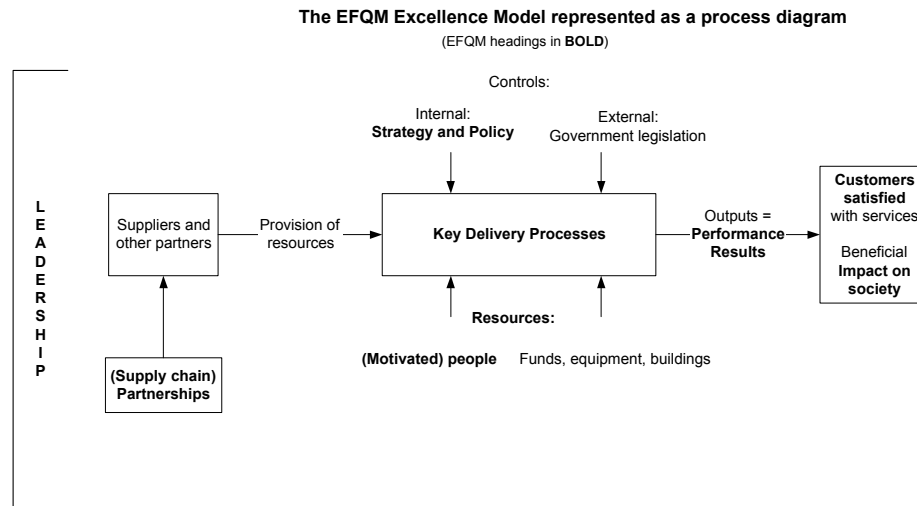 The EFQM Excellence Model represented as a process diagram
(EFQM headings in BOLD)
Controls:
Internal:
Strategy and Policy
External:
Government legislation
L
E
A
D
E
R
S
H
I
P
Suppliers and
other partners
Provision of
resources
Key Delivery Processes
Outputs =
Performance
Results
Customers
satisfied
with services
Beneficial
Impact on
society
Resources:
(Motivated) people
Funds, equipment, buildings
(Supply chain)
Partnerships